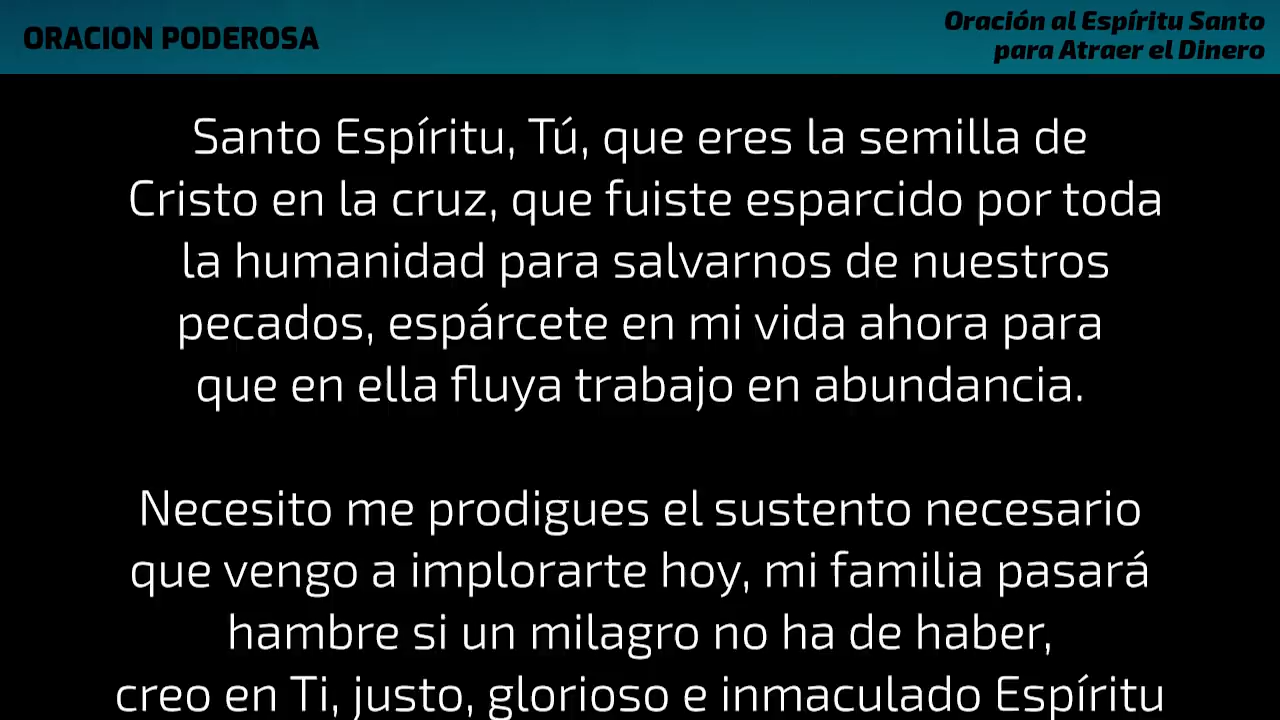 ORACION PODEROSA
Oración al Espíritu Santo
para Atraer el Dinero
Santo Espíritu, Tú, que eres la semilla de
Cristo en la cruz, que fuiste esparcido por toda
la humanidad para salvarnos de nuestros
pecados, espárcete en mi vida ahora para
que en ella fluya trabajo en abundancia.
Necesito me prodigues el sustento necesario
que vengo a implorarte hoy, mi familia pasará
hambre si un milagro no ha de haber,
creo en Ti, justo, glorioso e inmaculado Espíritu